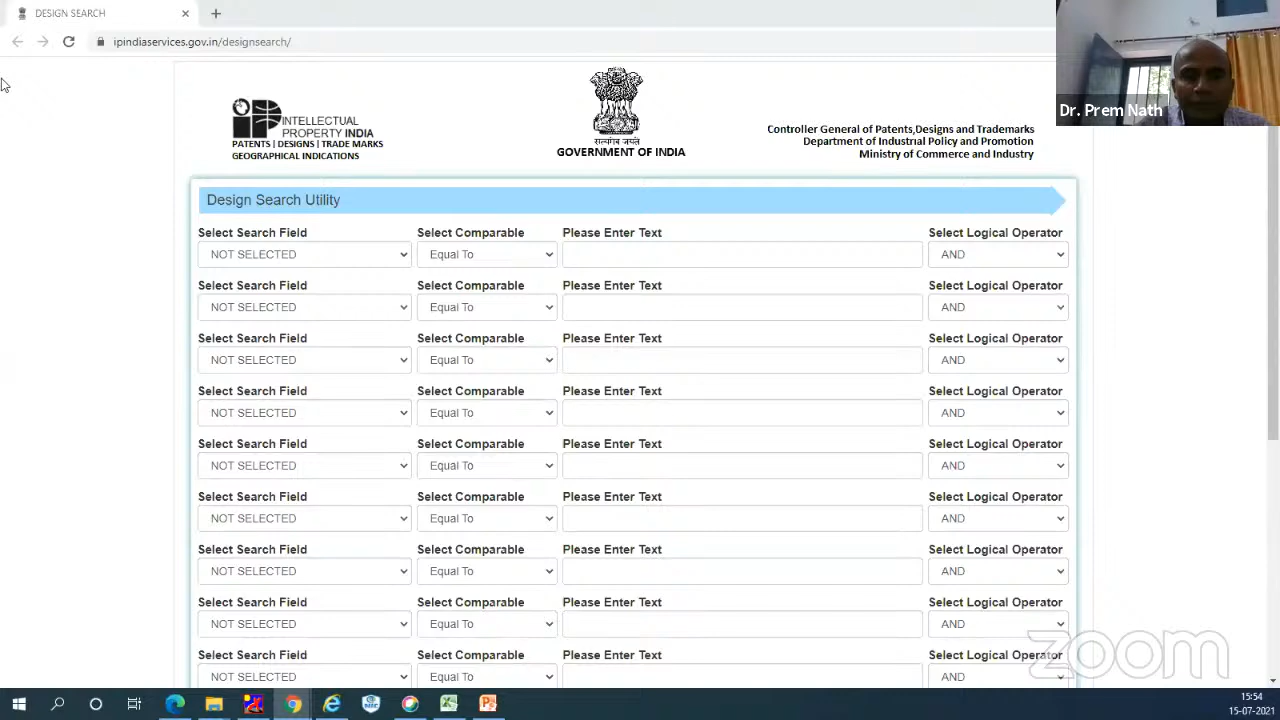 DESIGN SEARCH
ipindiaservices.gov.in/designsearch/
Dr. Prem Nath
INTELLECTUAL
PROPERTY INDIA
PATENTS | DESIGNS | TRADE MARKS
GEOGRAPHICAL INDICATIONS
सत्यमेव जयते
GOVERNMENT OF INDIA
Controller General of Patents,Designs and Trademarks
Department of Industrial Policy and Promotion
Ministry of Commerce and Industry
Design Search Utility
Select Search Field Select Comparable Please Enter Text Select Logical Operator
NOT SELECTED Equal To AND
Select Search Field Select Comparable Please Enter Text Select Logical Operator
NOT SELECTED Equal To AND
Select Search Field Select Comparable Please Enter Text Select Logical Operator
NOT SELECTED Equal To AND
Select Search Field Select Comparable Please Enter Text Select Logical Operator
NOT SELECTED Equal To AND
Select Search Field Select Comparable Please Enter Text Select Logical Operator
NOT SELECTED Equal To AND
Select Search Field Select Comparable Please Enter Text Select Logical Operator
NOT SELECTED Equal To AND
Select Search Field Select Comparable Please Enter Text Select Logical Operator
NOT SELECTED Equal To AND
Select Search Field Select Comparable Please Enter Text Select Logical Operator
NOT SELECTED Equal To AND
Select Search Field Select Comparable Please Enter Text Select Logical Operator
NOT SELECTED Equal To AND
zoom
15:54
15-07-2021